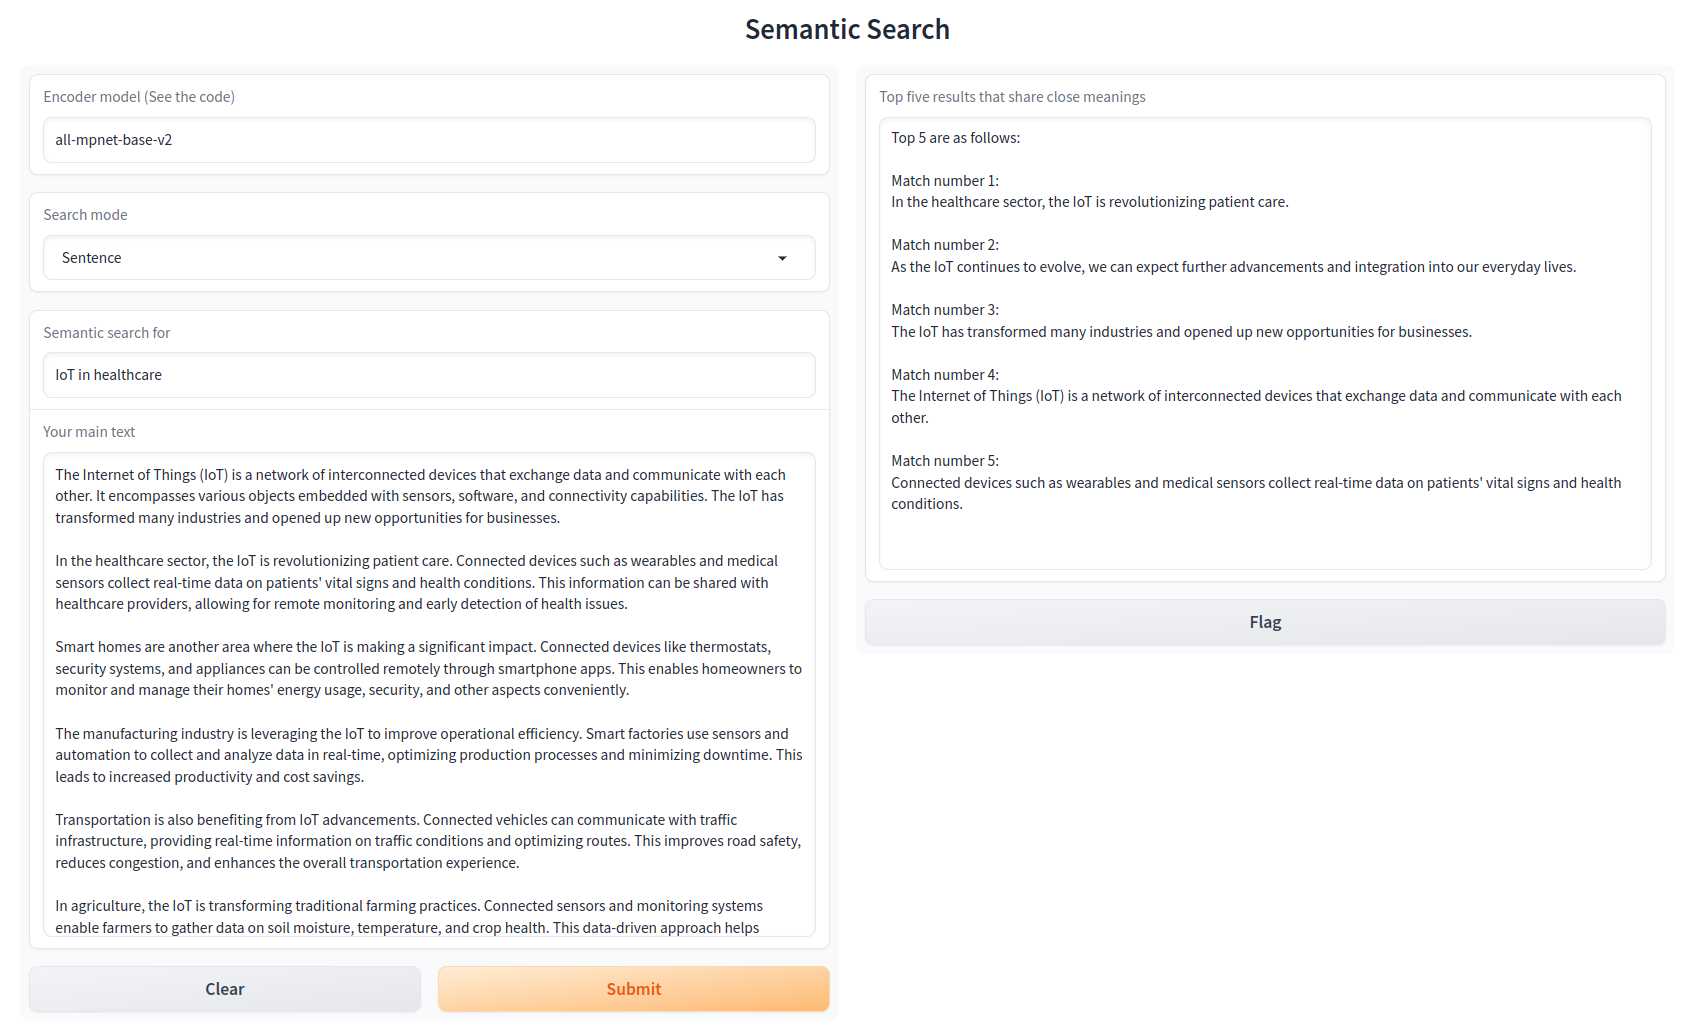 Semantic Search
Encoder model (See the code)
all-mpnet-base-v2
Search mode
Sentence
Semantic search for
IoT in healthcare
Your main text
The Internet of Things (IoT) is a network of interconnected devices that exchange data and communicate with each
other. It encompasses various objects embedded with sensors, software, and connectivity capabilities. The IoT has
transformed many industries and opened up new opportunities for businesses.
In the healthcare sector, the IoT is revolutionizing patient care. Connected devices such as wearables and medical
sensors collect real-time data on patients' vital signs and health conditions. This information can be shared with
healthcare providers, allowing for remote monitoring and early detection of health issues.
Smart homes are another area where the IoT is making a significant impact. Connected devices like thermostats,
security systems, and appliances can be controlled remotely through smartphone apps. This enables homeowners to
monitor and manage their homes' energy usage, security, and other aspects conveniently.
The manufacturing industry is leveraging the IoT to improve operational efficiency. Smart factories use sensors and
automation to collect and analyze data in real-time, optimizing production processes and minimizing downtime. This
leads to increased productivity and cost savings.
Transportation is also benefiting from IoT advancements. Connected vehicles can communicate with traffic
infrastructure, providing real-time information on traffic conditions and optimizing routes. This improves road safety,
reduces congestion, and enhances the overall transportation experience.
In agriculture, the IoT is transforming traditional farming practices. Connected sensors and monitoring systems
enable farmers to gather data on soil moisture, temperature, and crop health. This data-driven approach helps
Clear
Submit
Top five results that share close meanings
Top 5 are as follows:
Match number 1:
In the healthcare sector, the IoT is revolutionizing patient care.
Match number 2:
As the IoT continues to evolve, we can expect further advancements and integration into our everyday lives.
Match number 3:
The IoT has transformed many industries and opened up new opportunities for businesses.
Match number 4:
The Internet of Things (IoT) is a network of interconnected devices that exchange data and communicate with each
other.
Match number 5:
Connected devices such as wearables and medical sensors collect real-time data on patients' vital signs and health
conditions.
Flag